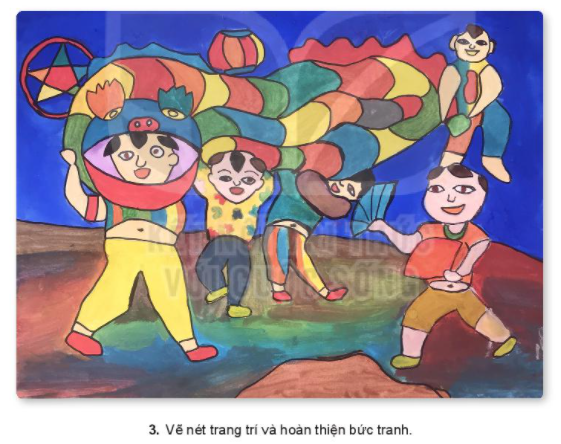 3. Vẽ nét trang trí và hoàn thiện bức tranh.